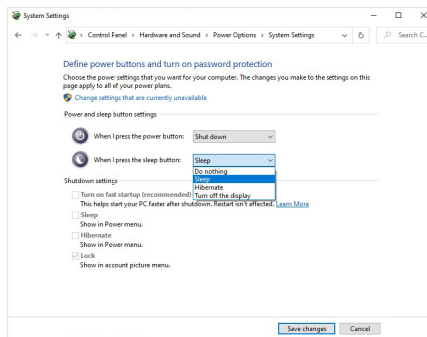 System Settings
Control Panel › Hardware and Sound › Power Options › System Settings
Search C...
Define power buttons and turn on password protection
Choose the power settings that you want for your computer. The changes you make to the settings on this
page apply to all of your power plans.
Change settings that are currently unavailable
Power and sleep button settings
When I press the power button: Shut down
When I press the sleep button: Sleep
Do nothing
Sleep
Hibernate
Turn off the display
Shutdown settings
Turn on fast startup (recommended)
This helps start your PC faster after shutdown. Restart isn't affected. Learn More
Sleep
Show in Power menu.
Hibernate
Show in Power menu.
Lock
Show in account picture menu.
Save changes Cancel